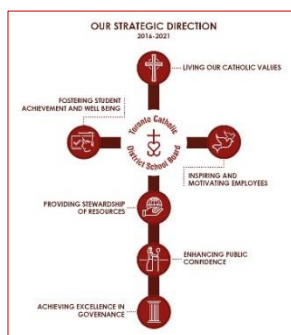 OUR STRATEGIC DIRECTION
2016-2021
LIVING OUR CATHOLIC VALUES
FOSTERING STUDENT
ACHIEVEMENT AND WELL BEING
Toronto Catholic
District School Board
INSPIRING AND
MOTIVATING EMPLOYEES
PROVIDING STEWARDSHIP
OF RESOURCES
ENHANCING PUBLIC
CONFIDENCE
ACHIEVING EXCELLENCE IN
GOVERNANCE